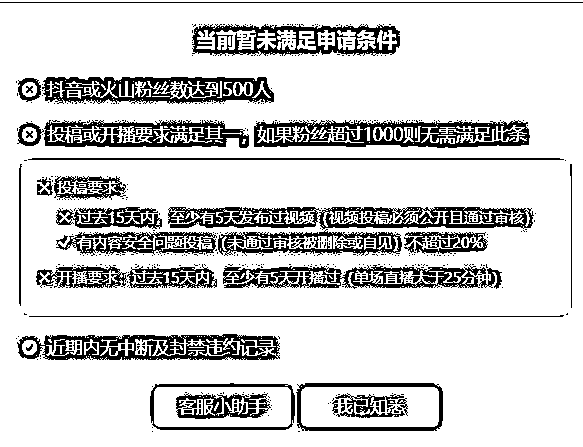 当前暂未满足申请条件
抖音或火山粉丝数达到500人
投稿或开播要求满足其一，如果粉丝超过1000则无需满足此条
投稿要求：
过去15天内，至少有5天发布过视频（视频投稿必须公开且通过审核）
有内容安全问题投稿（未通过审核被删除或自见）不超过20%
开播要求：过去15天内，至少有5天开播过（单场直播大于25分钟）
近期内无中断及封禁违约记录
客服小助手
我已知悉